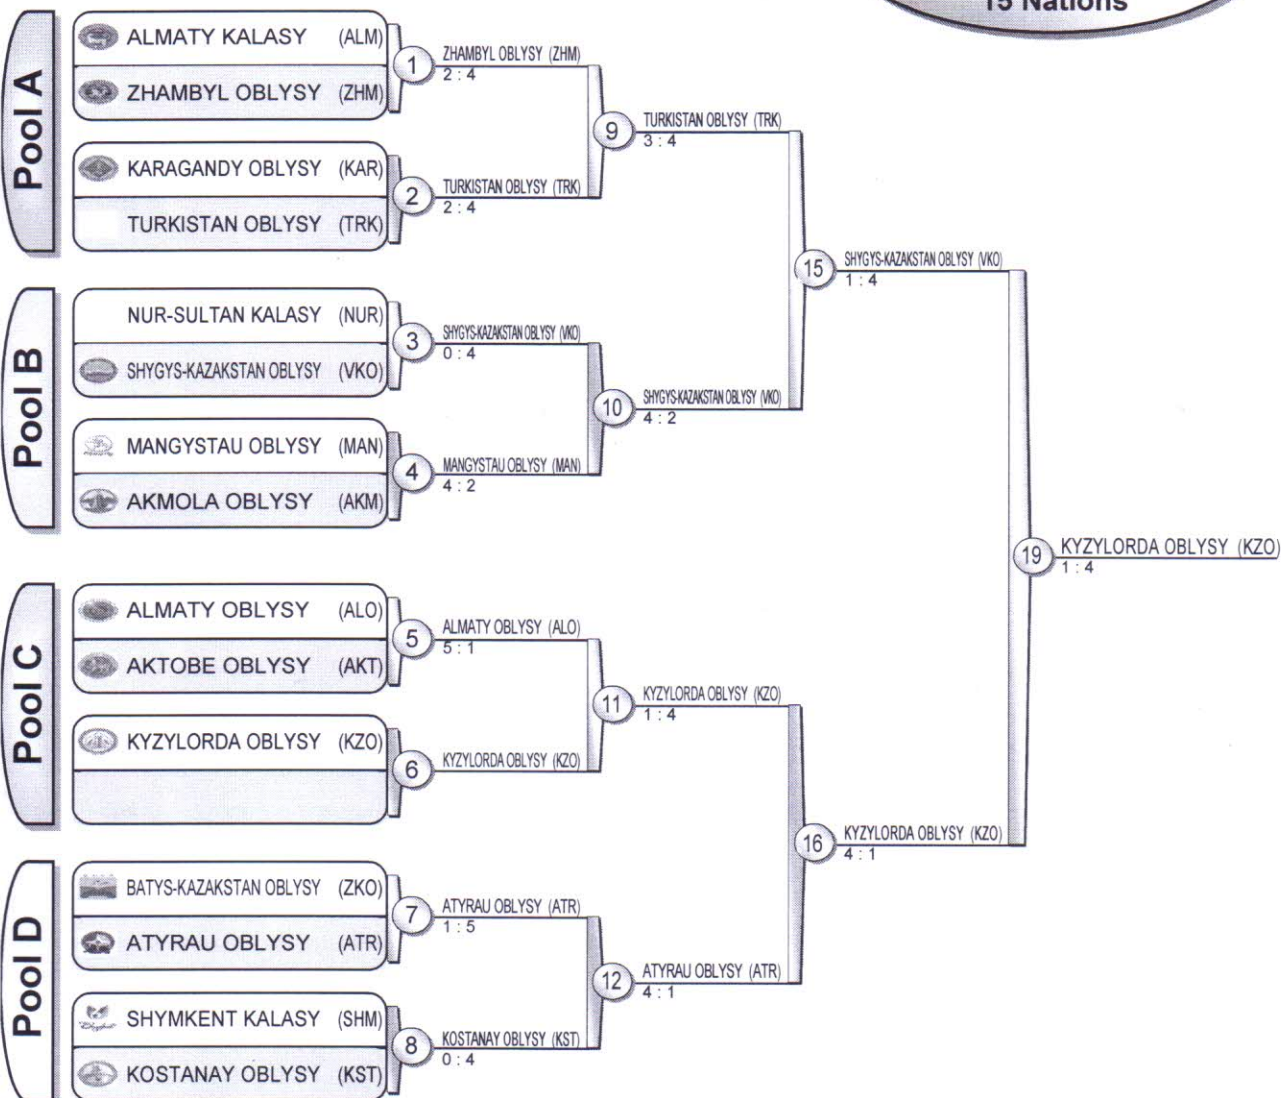 15 Nations
Pool A
ALMATY KALASY (ALM)
ZHAMBYL OBLYSY (ZHM)
KARAGANDY OBLYSY (KAR)
TURKISTAN OBLYSY (TRK)
Pool B
NUR-SULTAN KALASY (NUR)
SHYGYS-KAZAKSTAN OBLYSY (VKO)
MANGYSTAU OBLYSY (MAN)
AKMOLA OBLYSY (AKM)
Pool C
ALMATY OBLYSY (ALO)
AKTOBE OBLYSY (AKT)
KYZYLORDA OBLYSY (KZO)
Pool D
BATYS-KAZAKSTAN OBLYSY (ZKO)
ATYRAU OBLYSY (ATR)
SHYMKENT KALASY (SHM)
KOSTANAY OBLYSY (KST)
1
ZHAMBYL OBLYSY (ZHM)
2 : 4
2
TURKISTAN OBLYSY (TRK)
2 : 4
3
SHYGYS-KAZAKSTAN OBLYSY (VKO)
0 : 4
4
MANGYSTAU OBLYSY (MAN)
4 : 2
5
ALMATY OBLYSY (ALO)
5 : 1
6
KYZYLORDA OBLYSY (KZO)
7
ATYRAU OBLYSY (ATR)
1 : 5
8
KOSTANAY OBLYSY (KST)
0 : 4
9
TURKISTAN OBLYSY (TRK)
3 : 4
10
SHYGYS-KAZAKSTAN OBLYSY (VKO)
4 : 2
11
KYZYLORDA OBLYSY (KZO)
1 : 4
12
ATYRAU OBLYSY (ATR)
4 : 1
15
SHYGYS-KAZAKSTAN OBLYSY (VKO)
1 : 4
16
KYZYLORDA OBLYSY (KZO)
4 : 1
19
KYZYLORDA OBLYSY (KZO)
1 : 4